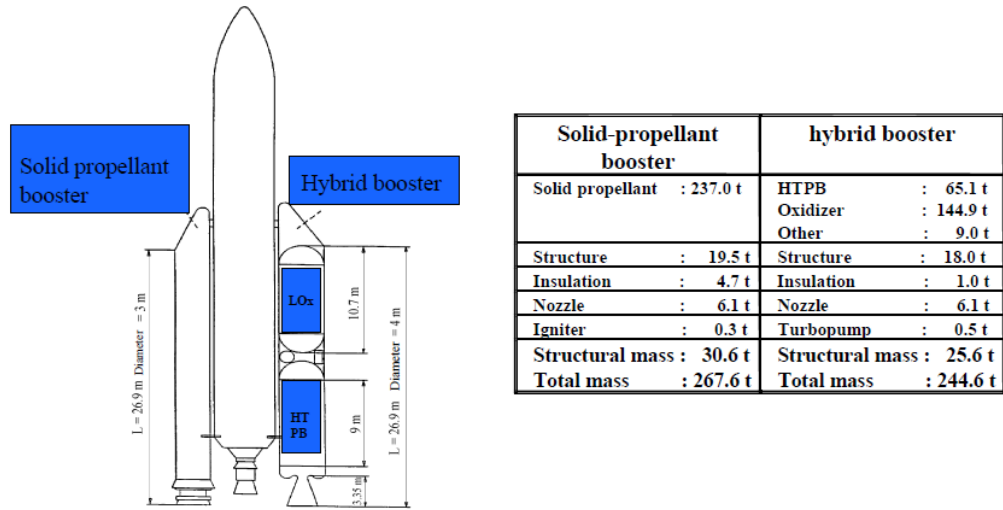 Solid propellant
booster
Hybrid booster
LOx
HT
PB
L = 26.9 m Diameter = 3 m
10.7 m
9 m
3.35 m
L = 26.9 m Diameter = 4 m
Solid-propellant
booster
hybrid booster
Solid propellant : 237.0 t
HTPB : 65.1 t
Oxidizer : 144.9 t
Other : 9.0 t
Structure : 19.5 t
Structure : 18.0 t
Insulation : 4.7 t
Insulation : 1.0 t
Nozzle : 6.1 t
Nozzle : 6.1 t
Igniter : 0.3 t
Turbopump : 0.5 t
Structural mass : 30.6 t
Structural mass : 25.6 t
Total mass : 267.6 t
Total mass : 244.6 t